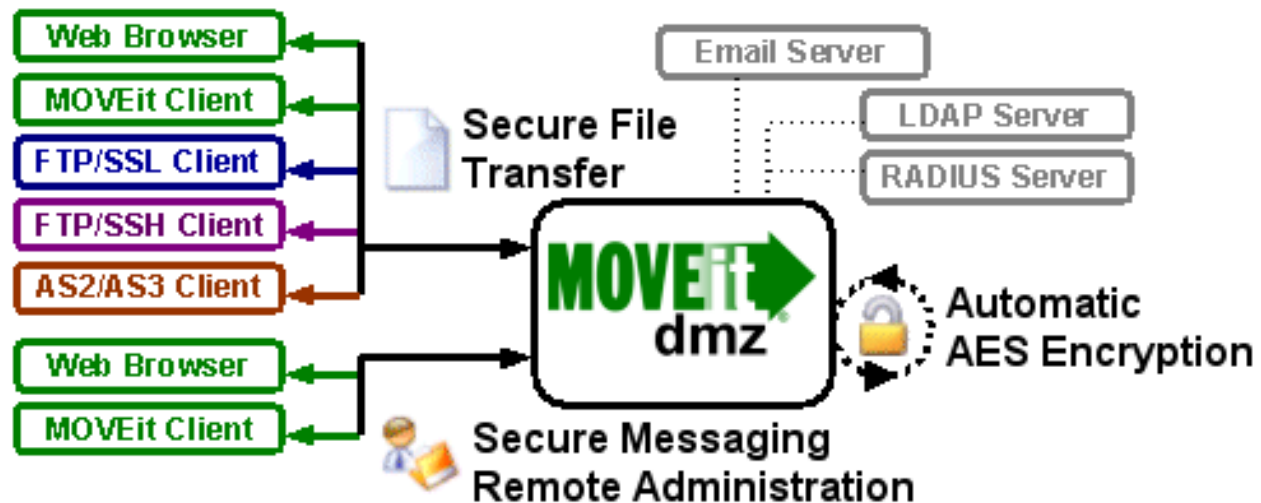 Web Browser
MOVEit Client
FTP/SSL Client
FTP/SSH Client
AS2/AS3 Client
Secure File
Transfer
Email Server
LDAP Server
RADIUS Server
MOVEit
dmz
®
Automatic
AES Encryption
Web Browser
MOVEit Client
Secure Messaging
Remote Administration